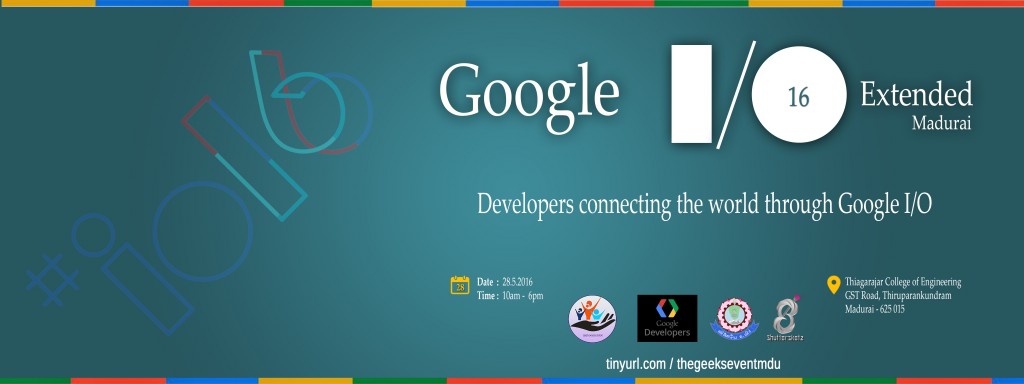 #io16
Google I/O 16 Extended
Madurai
Developers connecting the world through Google I/O
28
Date : 28.5.2016
Time : 10am - 6pm
Thiagarajar College of Engineering
GST Road, Thiruparankundram
Madurai - 625 015
Google
Developers
tinyurl.com / thegeekseventmdu